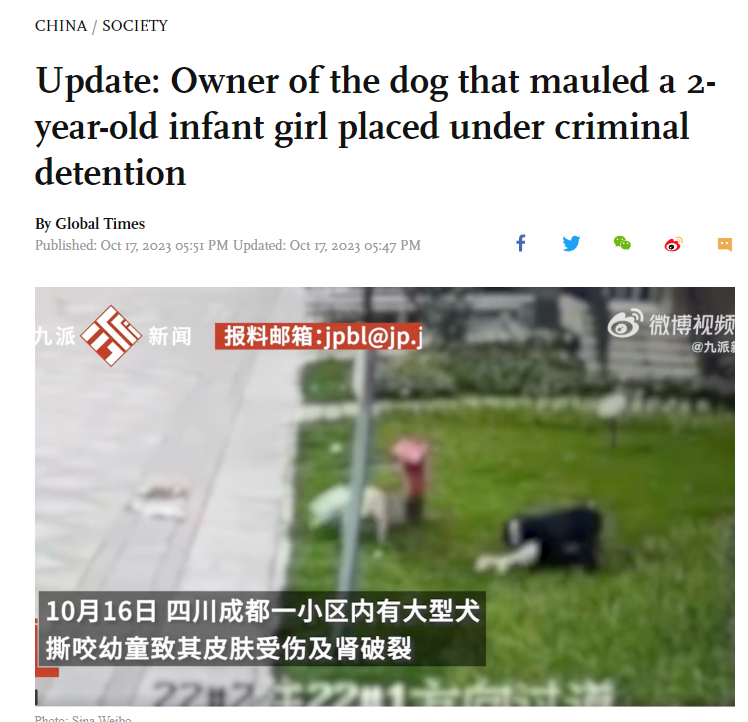 CHINA / SOCIETY
Update: Owner of the dog that mauled a 2-
year-old infant girl placed under criminal
detention
By Global Times
Published: Oct 17, 2023 05:51 PM Updated: Oct 17, 2023 05:47 PM
九派 新闻
报料邮箱:jpbl@jp.j
微博视频
@九派新
10月16日 四川成都一小区内有大型犬
撕咬幼童致其皮肤受伤及肾破裂
Photo: Sina Weibo